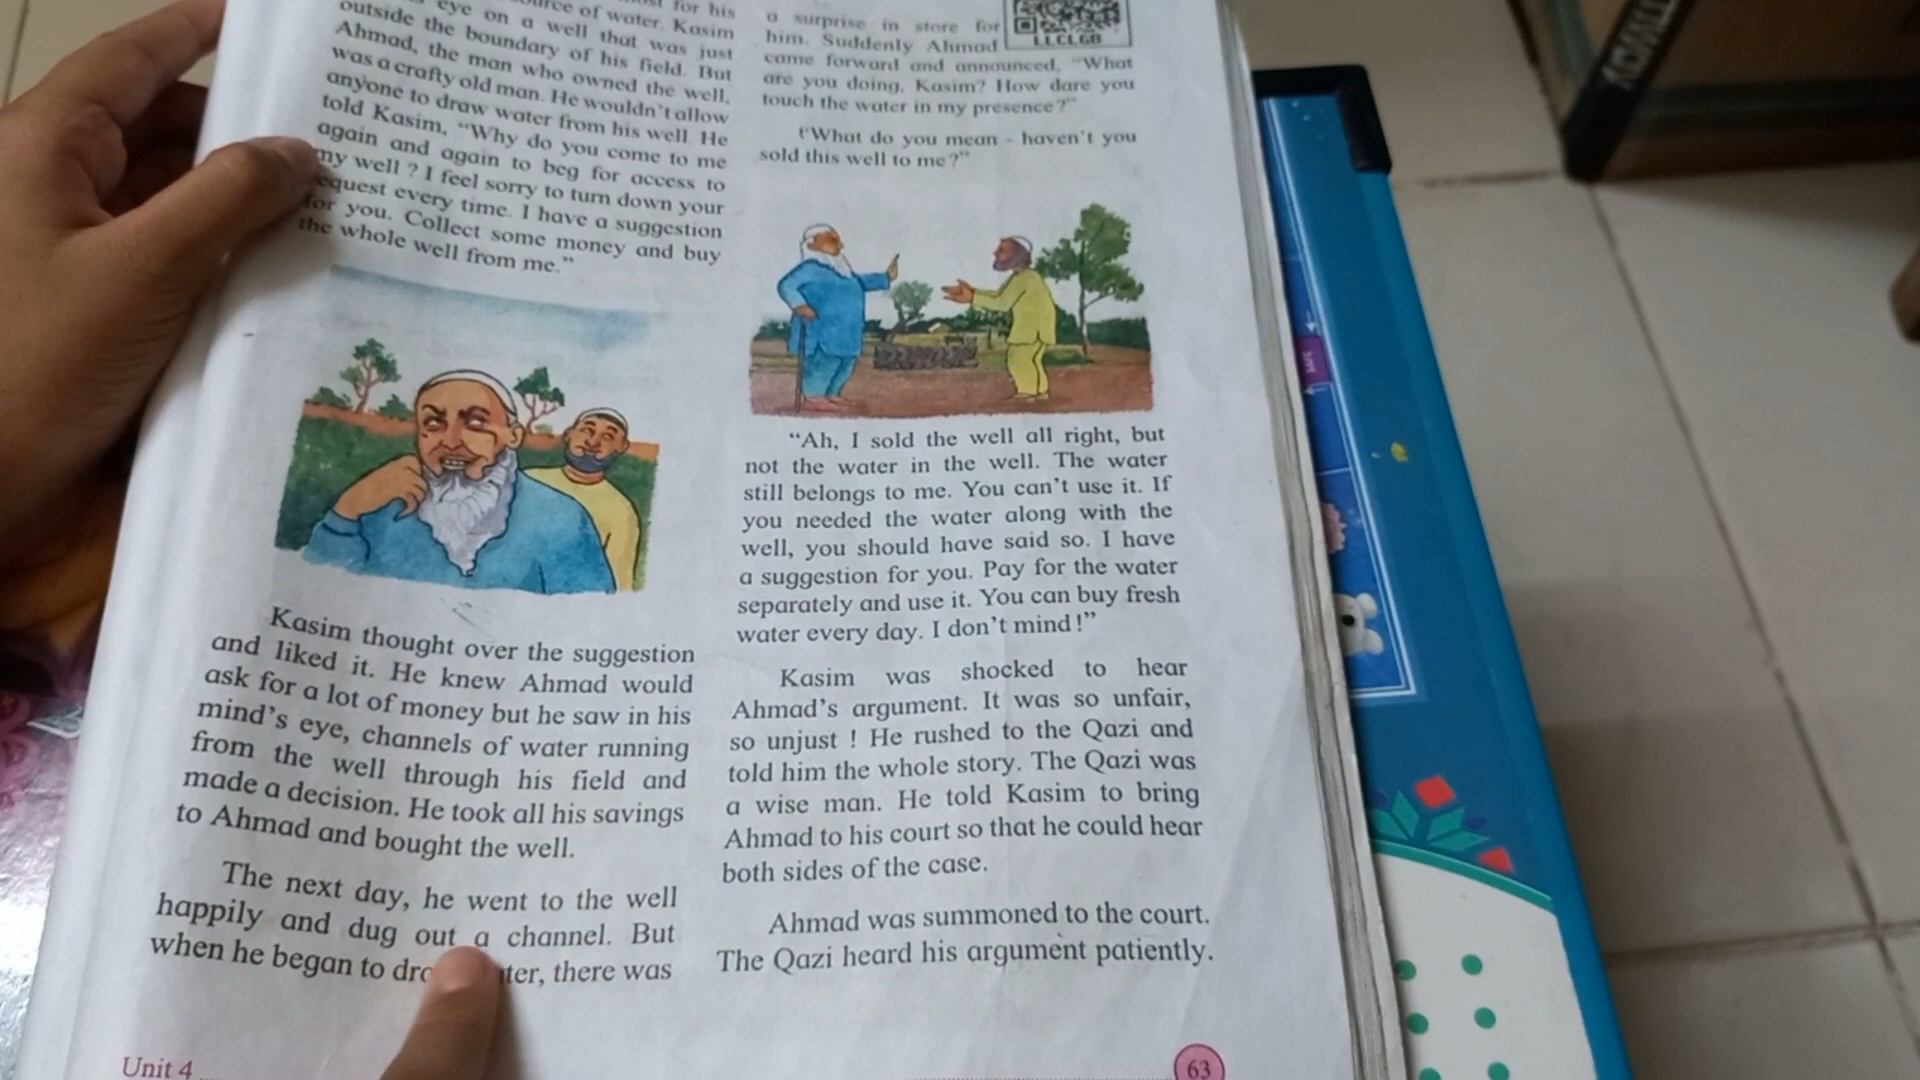 for his
of water. Kasim
eye on a well that was just
outside the boundary of his field. But
Ahmad, the man who owned the well,
was a crafty old man. He wouldn't allow
anyone to draw water from his well. He
told Kasim, "Why do you come to me
again and again to beg for access to
my well ? I feel sorry to turn down your
equest every time. I have a suggestion
for you. Collect some money and buy
the whole well from me."
Kasim thought over the suggestion
and liked it. He knew Ahmad would
ask for a lot of money but he saw in his
mind's eye, channels of water running
from the well through his field and
made a decision. He took all his savings
to Ahmad and bought the well.
The next day, he went to the well
happily and dug out a channel. But
when he began to ter, there was
Unit 4
a surprise in store for
him. Suddenly Ahmad
LLCLGB
came forward and announced, "What
are you doing, Kasim? How dare you
touch the water in my presence?"
"What do you mean - haven't you
sold this well to me?"
"Ah, I sold the well all right, but
not the water in the well. The water
still belongs to me. You can't use it. If
you needed the water along with the
well, you should have said so. I have
a suggestion for you. Pay for the water
separately and use it. You can buy fresh
water every day. I don't mind!"
Kasim was shocked to hear
Ahmad's argument. It was so unfair,
so unjust ! He rushed to the Qazi and
told him the whole story. The Qazi was
a wise man. He told Kasim to bring
Ahmad to his court so that he could hear
both sides of the case.
Ahmad was summoned to the court.
The Qazi heard his argument patiently.
63